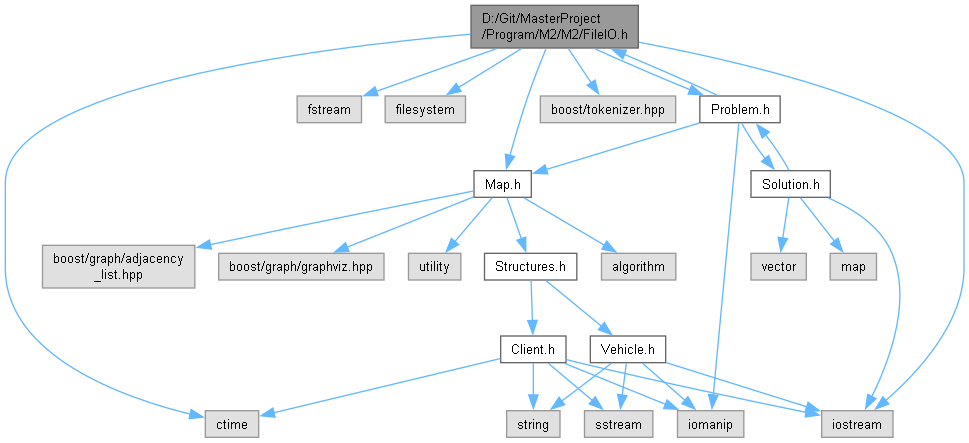 D:/Git/MasterProject
/Program/M2/M2/FileIO.h
fstream
filesystem
boost/tokenizer.hpp
Problem.h
Map.h
Solution.h
boost/graph/adjacency
_list.hpp
boost/graph/graphviz.hpp
utility
Structures.h
algorithm
vector
map
Client.h
Vehicle.h
ctime
string
sstream
iomanip
iostream